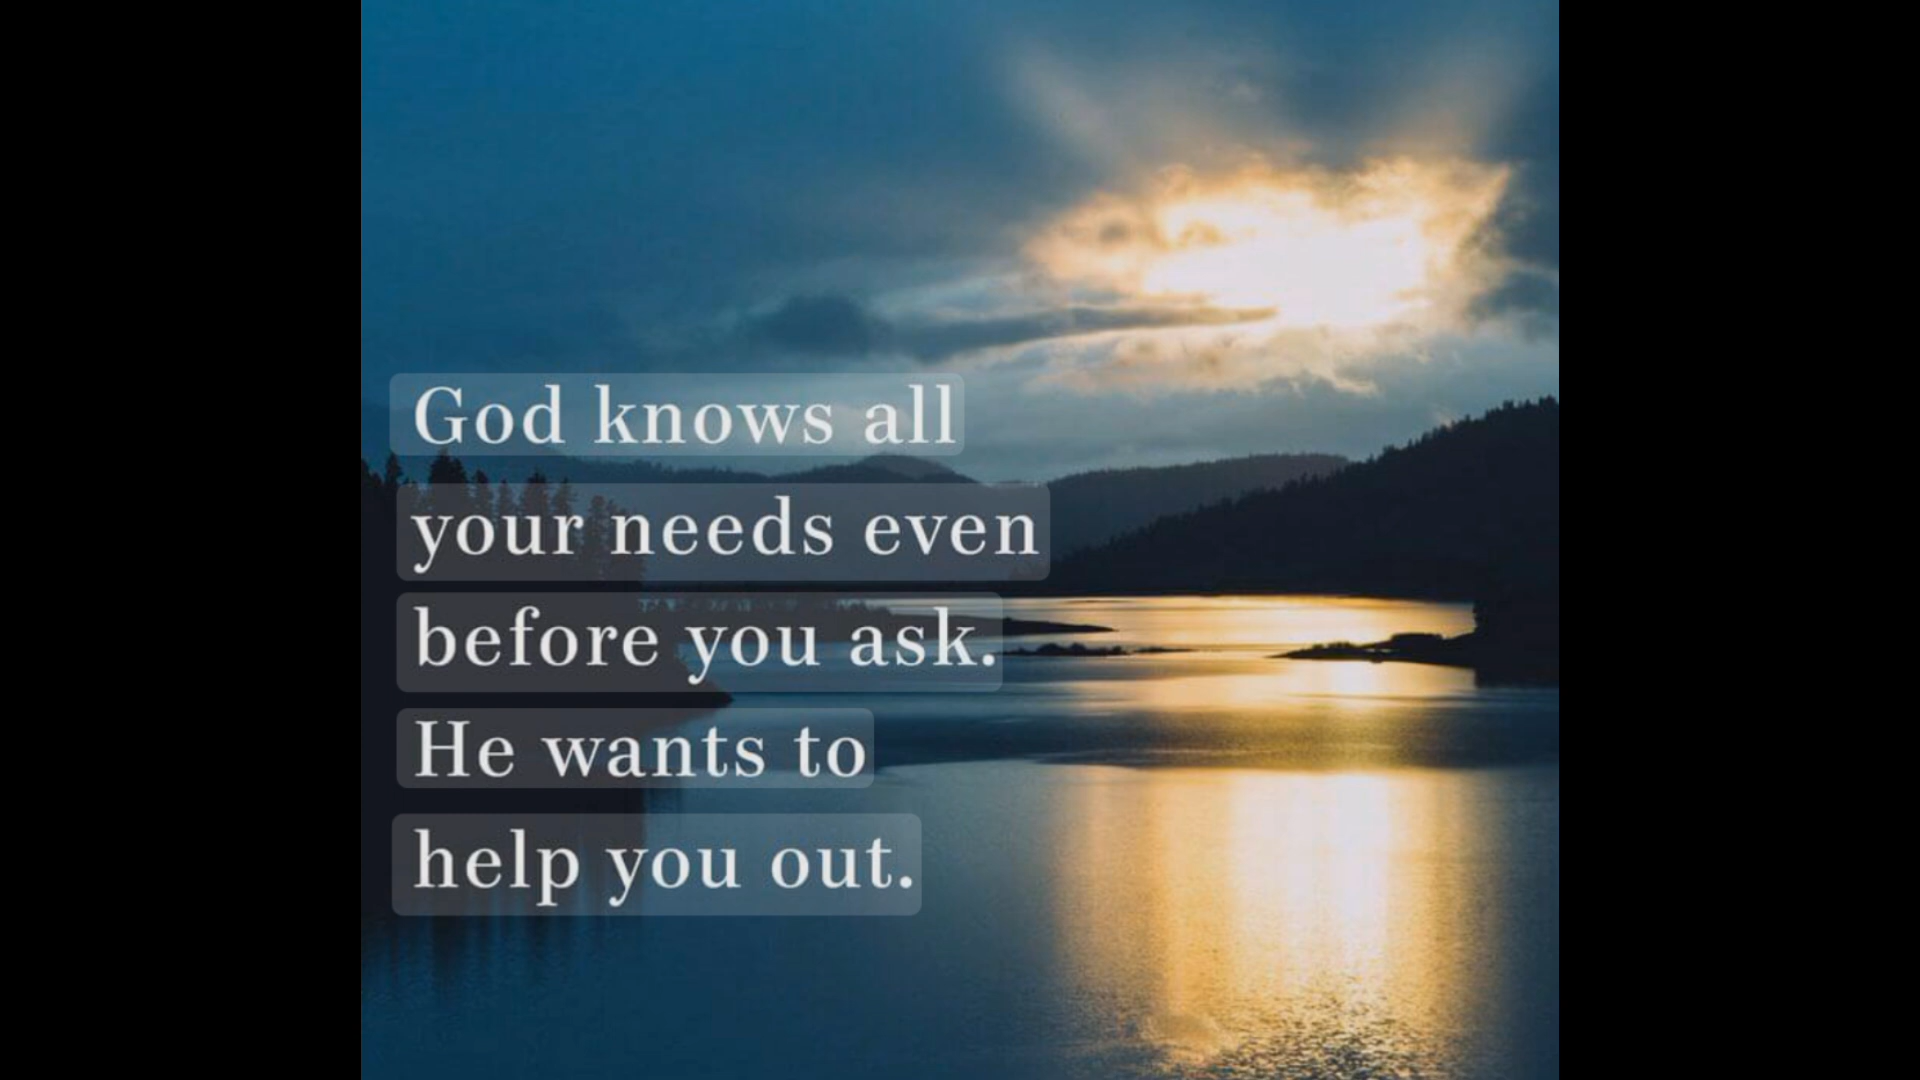 God knows all
your needs even
before you ask.
He wants to
help you out.